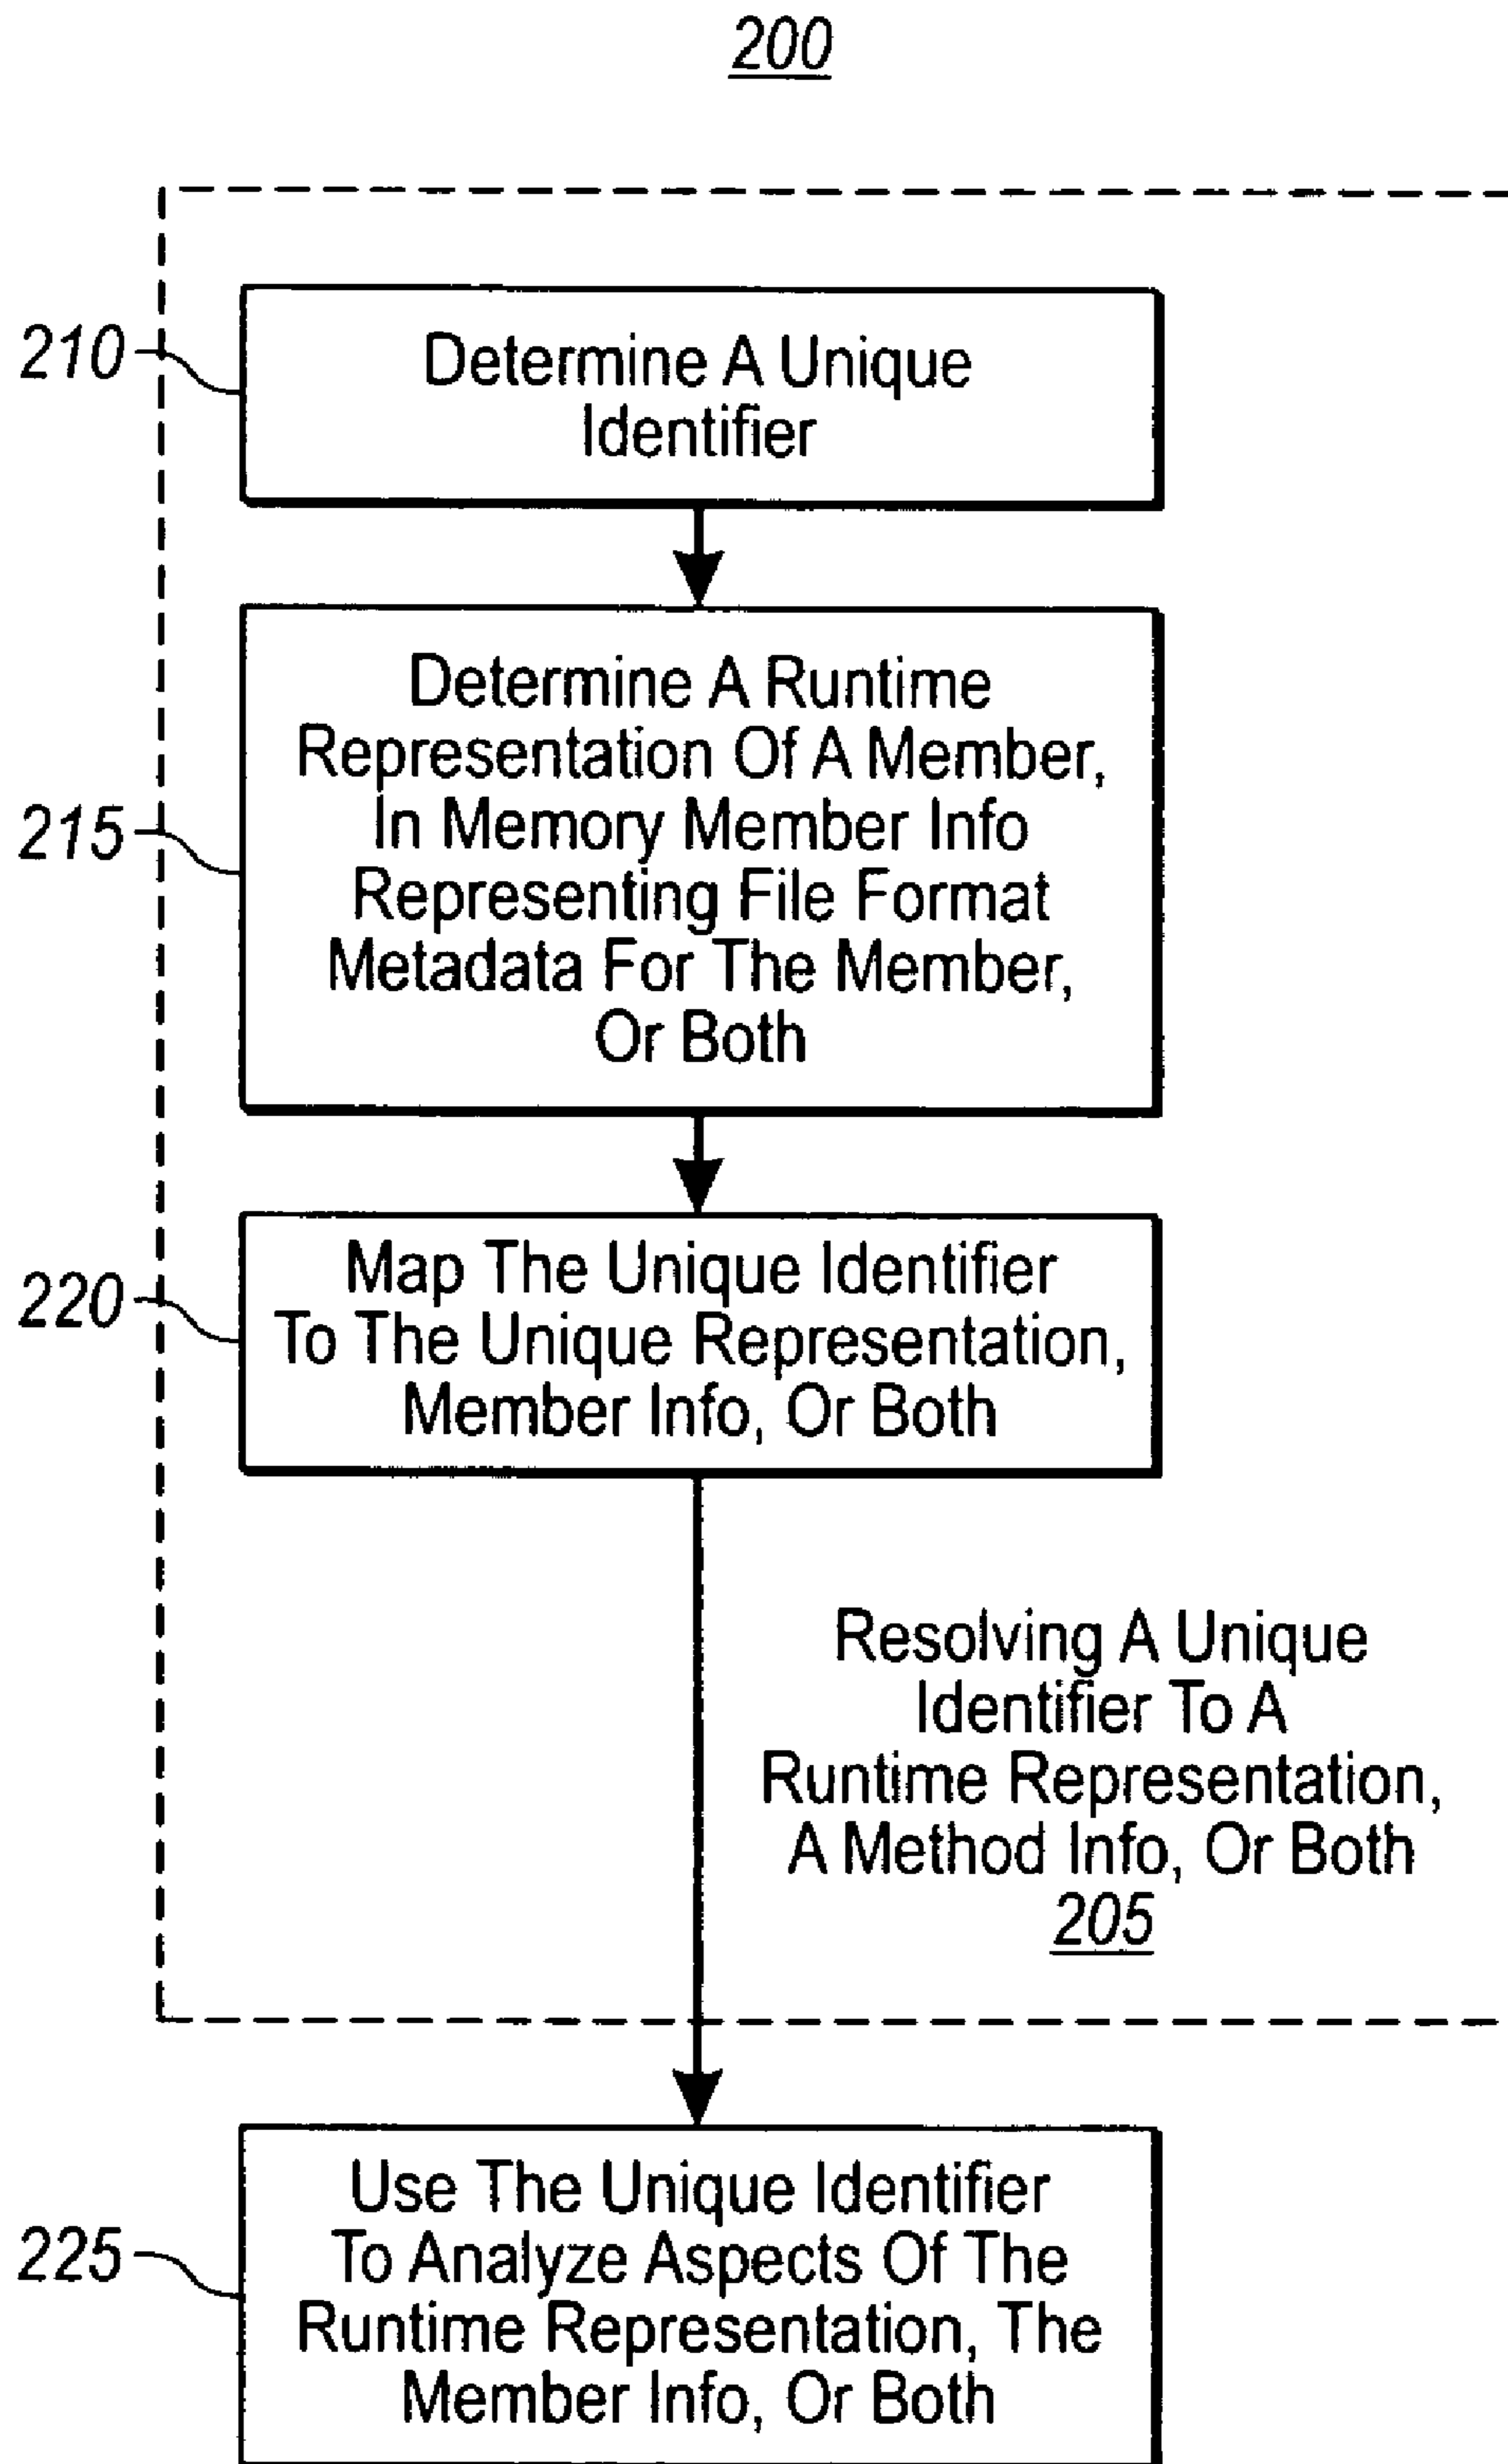 200
210
Determine A Unique
Identifier
215
Determine A Runtime
Representation Of A Member,
In Memory Member Info
Representing File Format
Metadata For The Member,
Or Both
220
Map The Unique Identifier
To The Unique Representation,
Member Info, Or Both
Resolving A Unique
Identifier To A
Runtime Representation,
A Method Info, Or Both
205
225
Use The Unique Identifier
To Analyze Aspects Of The
Runtime Representation, The
Member Info, Or Both